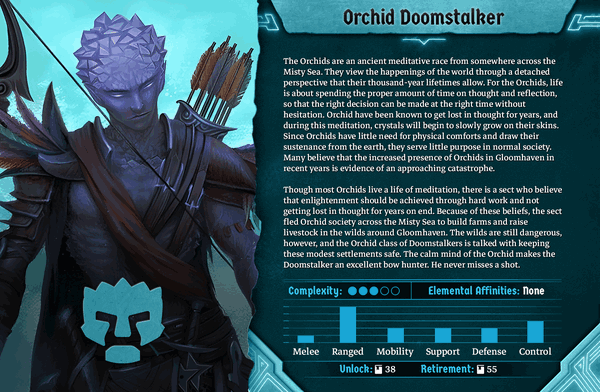 Orchid Doomstalker
The Orchids are an ancient meditative race from somewhere across the
Misty Sea. They view the happenings of the world through a detached
perspective that their thousand-year lifetimes allow. For the Orchids, life
is about spending the proper amount of time on thought and reflection,
so that the right decision can be made at the right time without
hesitation. Orchid have been known to get lost in thought for years, and
during this meditation, crystals will begin to slowly grow on their skins.
Since Orchids have little need for physical comforts and draw their
sustenance from the earth, they serve little purpose in normal society.
Many believe that the increased presence of Orchids in Gloomhaven in
recent years is evidence of an approaching catastrophe.
Though most Orchids live a life of meditation, there is a sect who believe
that enlightenment should be achieved through hard work and not
getting lost in thought for years on end. Because of these beliefs, the sect
fled Orchid society across the Misty Sea to build farms and raise
livestock in the wilds around Gloomhaven. The wilds are still dangerous,
however, and the Orchid class of Doomstalkers is talked with keeping
these modest settlements safe. The calm mind of the Orchid makes the
Doomstalker an excellent bow hunter. He never misses a shot.
Complexity: Elemental Affinities: None
Melee Ranged Mobility Support Defense Control
Unlock: 38 Retirement: 55